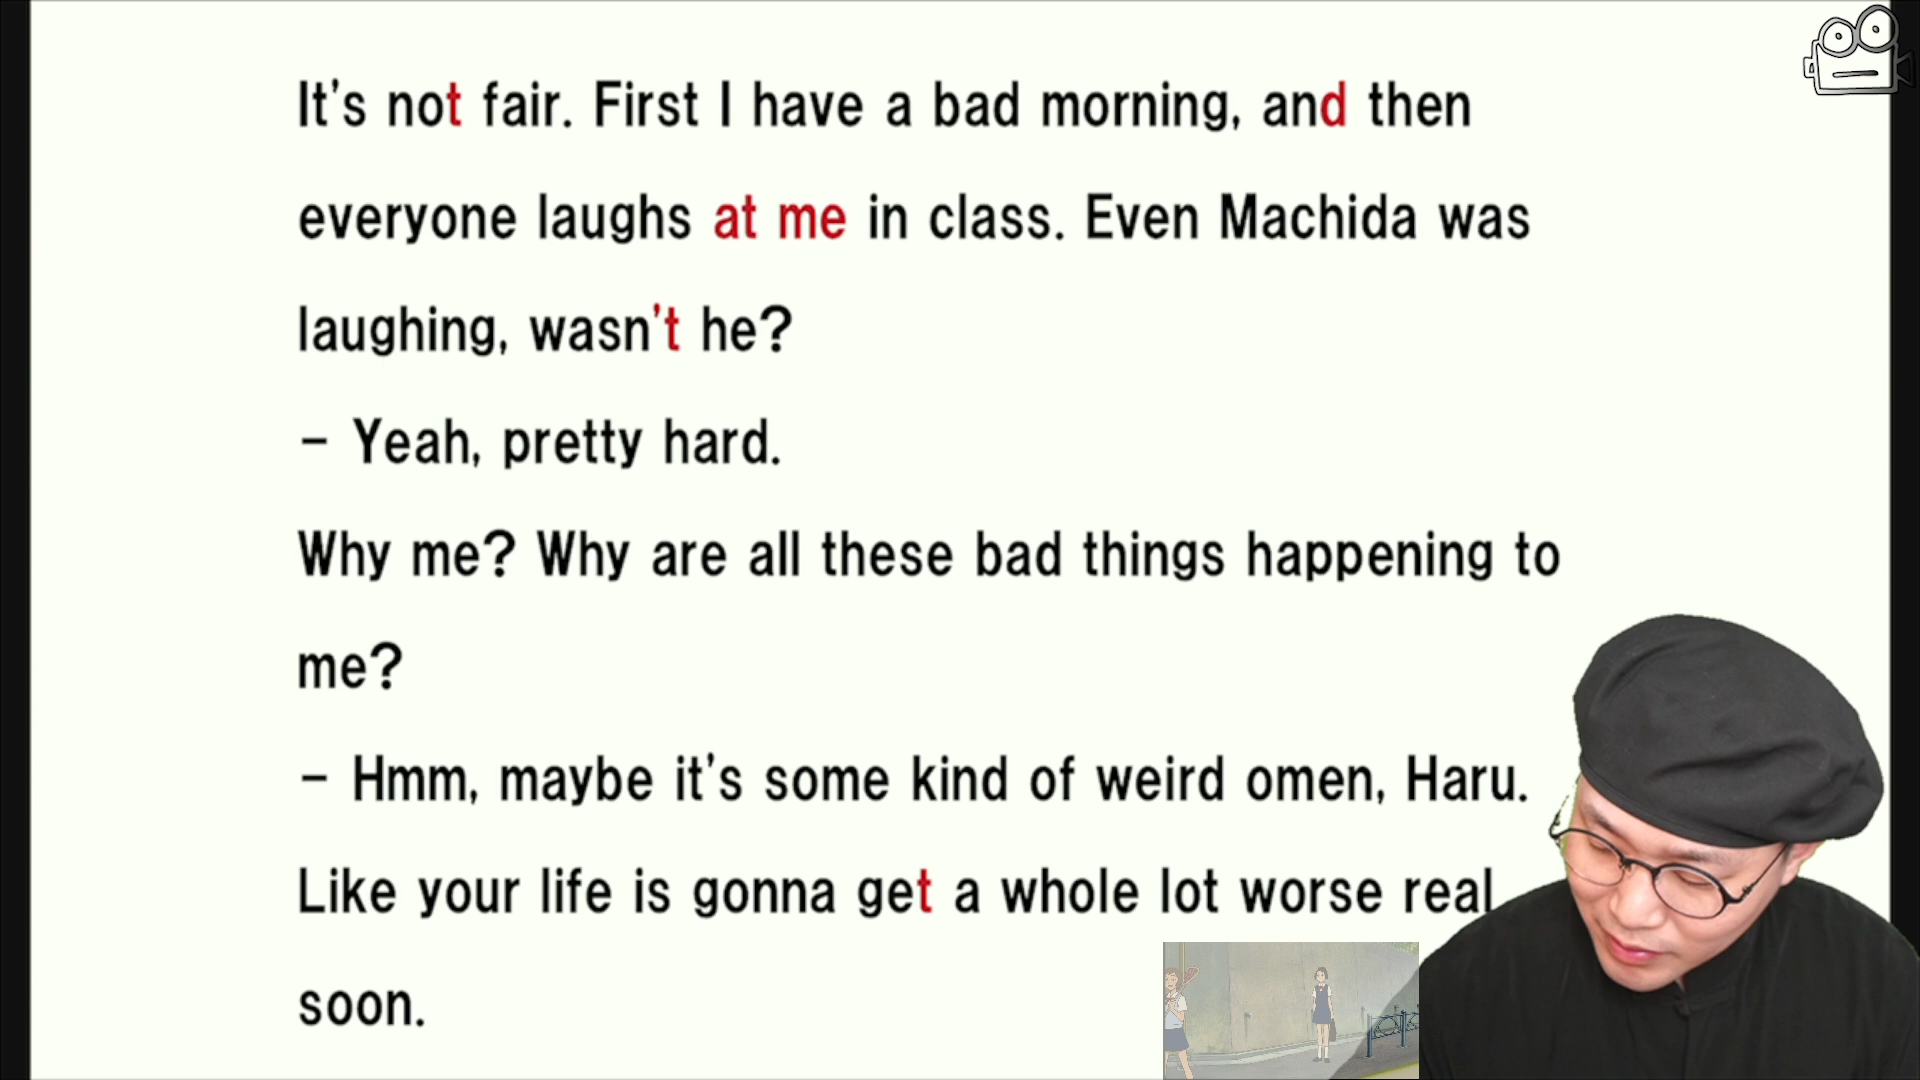 It's not fair. First I have a bad morning, and then
everyone laughs at me in class. Even Machida was
laughing, wasn't he?
– Yeah, pretty hard.
Why me? Why are all these bad things happening to
me?
– Hmm, maybe it's some kind of weird omen, Haru.
Like your life is gonna get a whole lot worse real
soon.